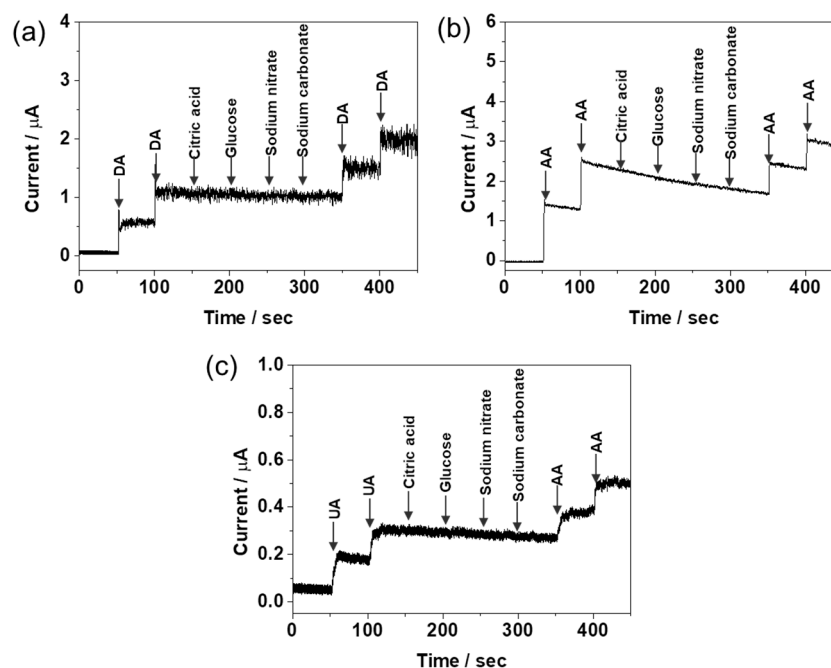 (a)
4
3
2
1
0
Current / μA
DA
DA
Citric acid
Glucose
Sodium nitrate
Sodium carbonate
DA
DA
0 100 200 300 400
Time / sec
(b)
6
5
4
3
2
1
0
Current / μA
AA
AA
Citric acid
Glucose
Sodium nitrate
Sodium carbonate
AA
AA
0 100 200 300 400
Time / sec
(c)
1.0
0.8
0.6
0.4
0.2
0.0
Current / μA
UA
UA
Citric acid
Glucose
Sodium nitrate
Sodium carbonate
AA
AA
0 100 200 300 400
Time / sec